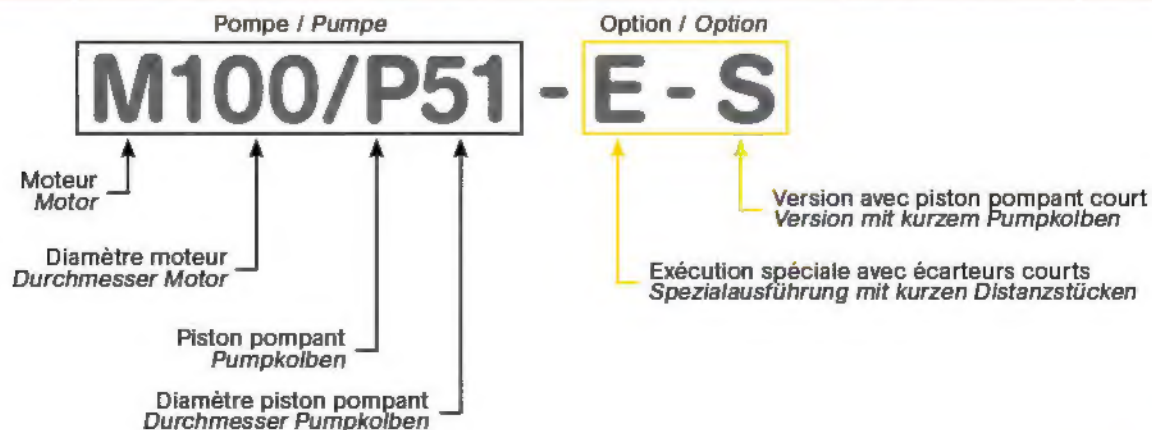 Pompe / Pumpe
Option / Option
M100/P51 - E - S
Moteur
Motor
Version avec piston pompant court
Version mit kurzem Pumpkolben
Diamètre moteur
Durchmesser Motor
Exécution spéciale avec écarteurs courts
Spezialausführung mit kurzen Distanzstücken
Piston pompant
Pumpkolben
Diamètre piston pompant
Durchmesser Pumpkolben